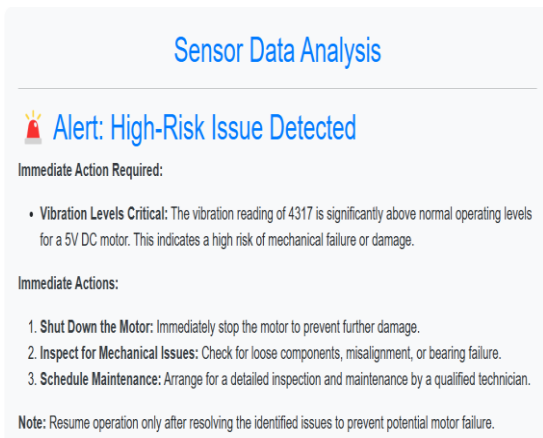 Sensor Data Analysis
🚨 Alert: High-Risk Issue Detected
Immediate Action Required:
• Vibration Levels Critical: The vibration reading of 4317 is significantly above normal operating levels
for a 5V DC motor. This indicates a high risk of mechanical failure or damage.
Immediate Actions:
1. Shut Down the Motor: Immediately stop the motor to prevent further damage.
2. Inspect for Mechanical Issues: Check for loose components, misalignment, or bearing failure.
3. Schedule Maintenance: Arrange for a detailed inspection and maintenance by a qualified technician.
Note: Resume operation only after resolving the identified issues to prevent potential motor failure.